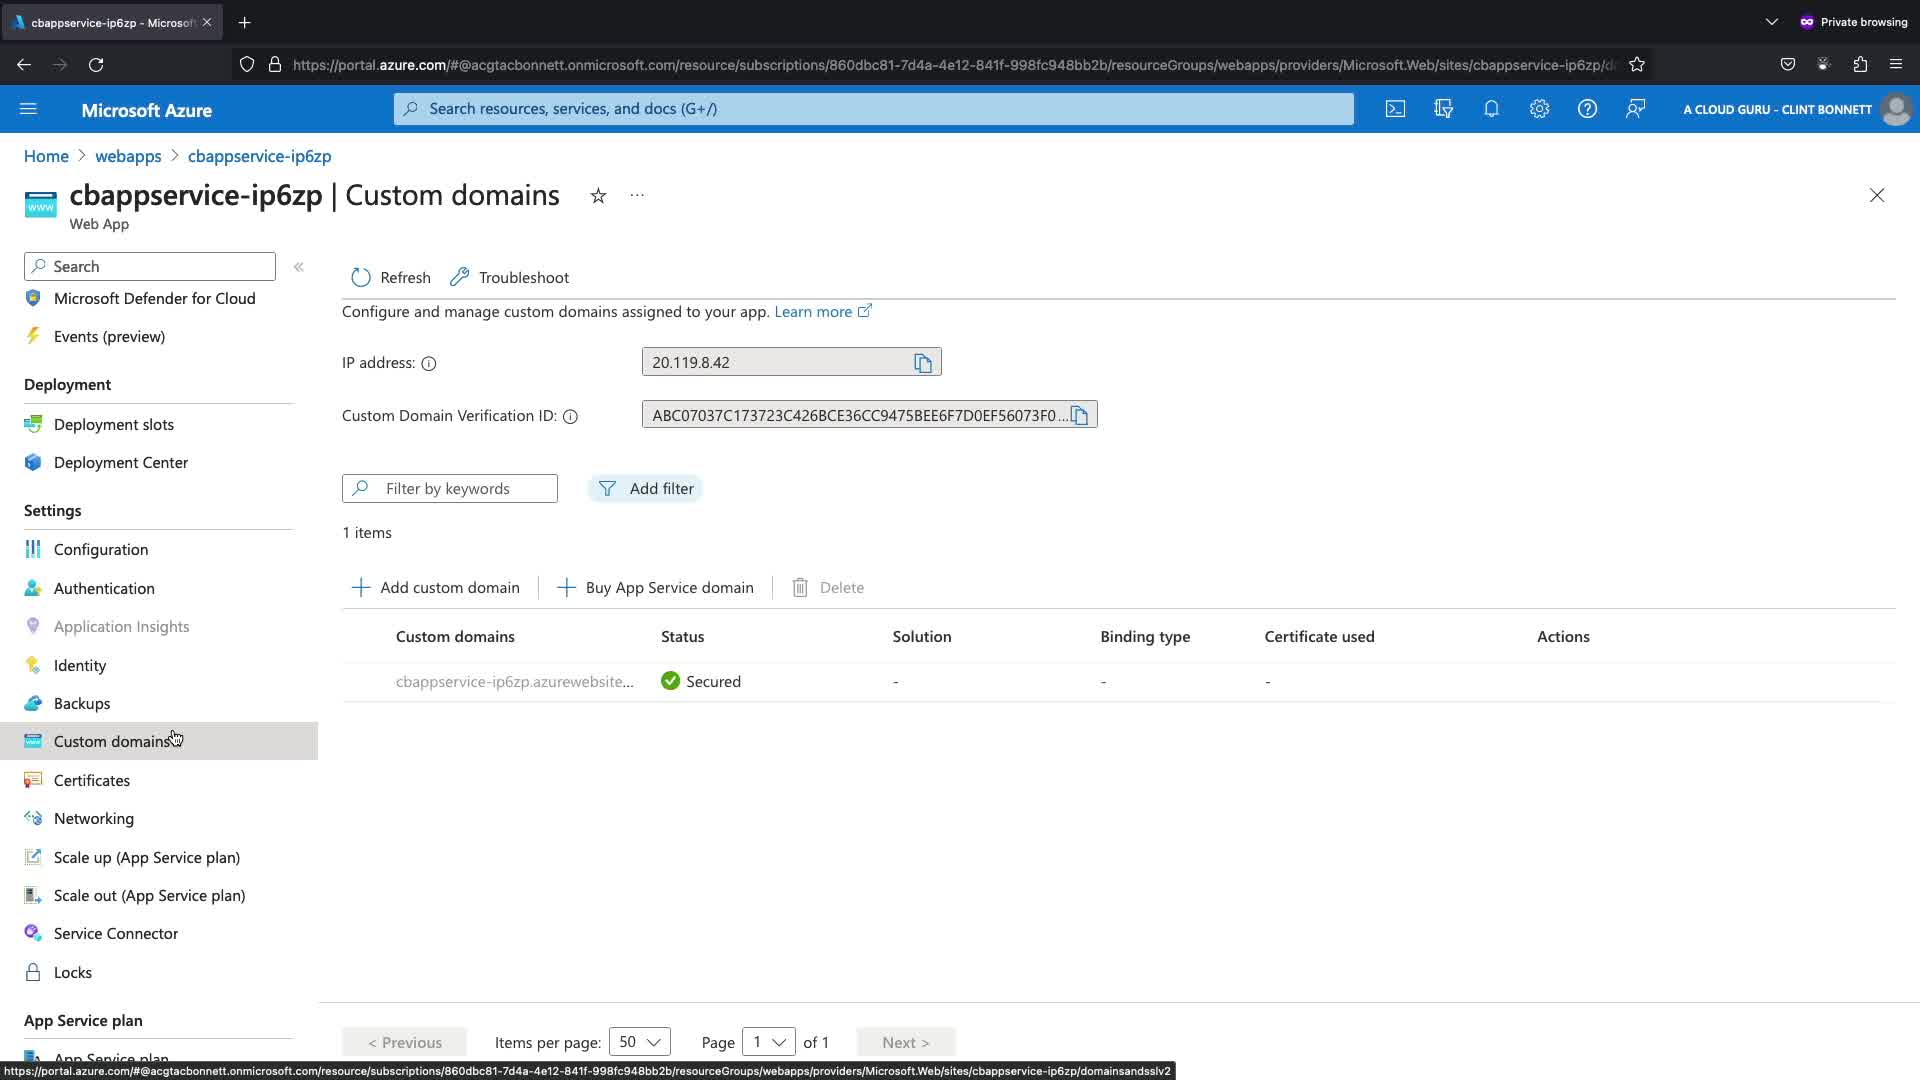 cbappservice-ip6zp - Microsoft
Private browsing
https://portal.azure.com/#@acgtacbonnett.onmicrosoft.com/resource/subscriptions/860dbc81-7d4a-4e12-841f-998fc948bb2b/resourceGroups/webapps/providers/Microsoft.Web/sites/cbappservice-ip6zp/d
Microsoft Azure
Search resources, services, and docs (G+/)
A CLOUD GURU - CLINT BONNETT
Home > webapps > cbappservice-ip6zp
www
cbappservice-ip6zp | Custom domains
Web App
Search
Microsoft Defender for Cloud
Events (preview)
Deployment
Deployment slots
Deployment Center
Settings
Configuration
Authentication
Application Insights
Identity
Backups
Custom domains
Certificates
Networking
Scale up (App Service plan)
Scale out (App Service plan)
Service Connector
Locks
App Service plan
App Service plan
Refresh
Troubleshoot
Configure and manage custom domains assigned to your app. Learn more
IP address:
20.119.8.42
Custom Domain Verification ID:
ABC07037C173723C426BCE36CC9475BEE6F7D0EF56073F0...
Filter by keywords
Add filter
1 items
Add custom domain
Buy App Service domain
Delete
Custom domains Status Solution Binding type Certificate used Actions
cbappservice-ip6zp.azurewebsite... Secured - - -
< Previous
Items per page: 50
Page 1 of 1
Next >
https://portal.azure.com/#@acgtacbonnett.onmicrosoft.com/resource/subscriptions/860dbc81-7d4a-4e12-841f-998fc948bb2b/resourceGroups/webapps/providers/Microsoft.Web/sites/cbappservice-ip6zp/domainsandsslv2